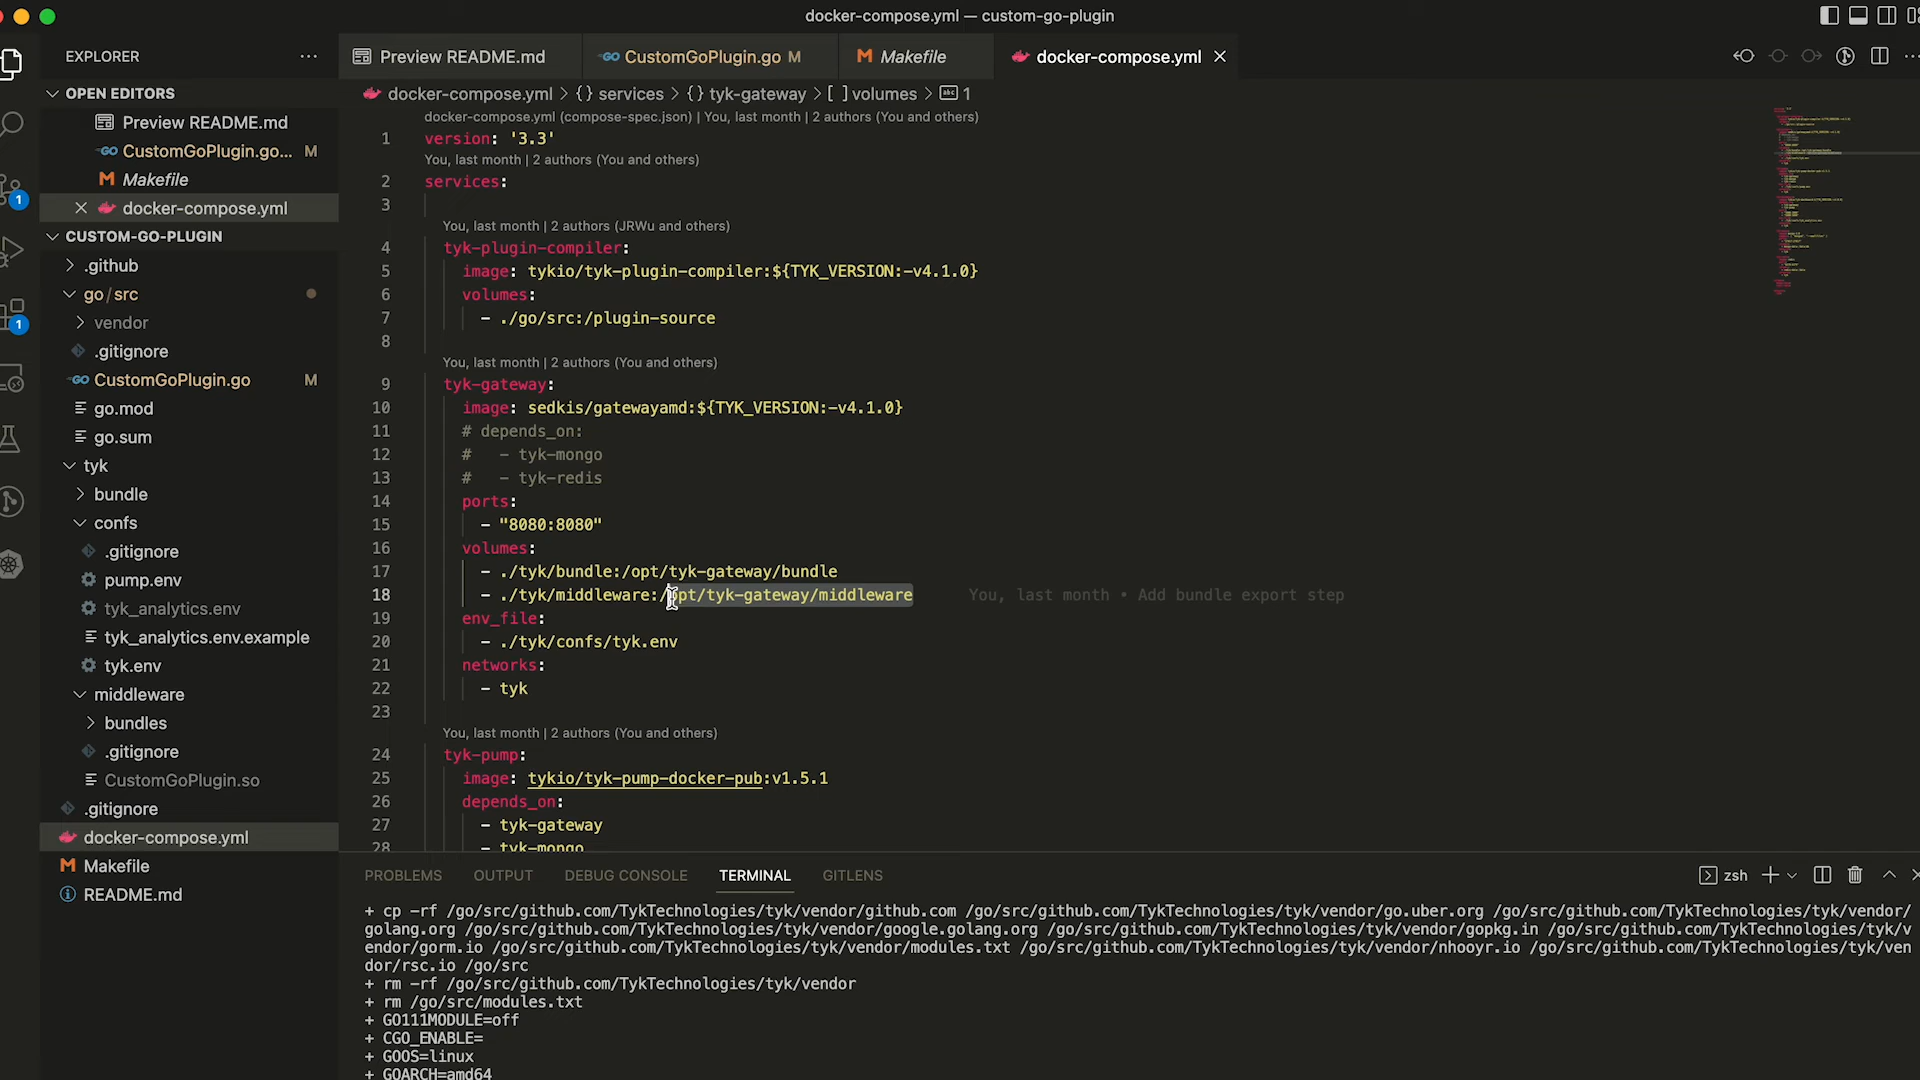 docker-compose.yml — custom-go-plugin
EXPLORER
Preview README.md
CustomGoPlugin.go M
Makefile
docker-compose.yml
OPEN EDITORS
Preview README.md
CustomGoPlugin.go... M
Makefile
docker-compose.yml
CUSTOM-GO-PLUGIN
.github
go/src
vendor
.gitignore
CustomGoPlugin.go M
go.mod
go.sum
tyk
bundle
confs
.gitignore
pump.env
tyk_analytics.env
tyk_analytics.env.example
tyk.env
middleware
bundles
.gitignore
CustomGoPlugin.so
.gitignore
docker-compose.yml
Makefile
README.md
1
1
docker-compose.yml > {} services > {} tyk-gateway > [ ] volumes > abc 1
docker-compose.yml (compose-spec.json) | You, last month | 2 authors (You and others)
1 version: '3.3'
You, last month | 2 authors (You and others)
2 services:
3
You, last month | 2 authors (JRWu and others)
4 tyk-plugin-compiler:
5 image: tykio/tyk-plugin-compiler:${TYK_VERSION:-v4.1.0}
6 volumes:
7 - ./go/src:/plugin-source
8
You, last month | 2 authors (You and others)
9 tyk-gateway:
10 image: sedkis/gatewayamd:${TYK_VERSION:-v4.1.0}
11 # depends_on:
12 # - tyk-mongo
13 # - tyk-redis
14 ports:
15 - "8080:8080"
16 volumes:
17 - ./tyk/bundle:/opt/tyk-gateway/bundle
18 - ./tyk/middleware:/opt/tyk-gateway/middleware You, last month • Add bundle export step
19 env_file:
20 - ./tyk/confs/tyk.env
21 networks:
22 - tyk
23
You, last month | 2 authors (You and others)
24 tyk-pump:
25 image: tykio/tyk-pump-docker-pub:v1.5.1
26 depends_on:
27 - tyk-gateway
28 - tyk-mongo
PROBLEMS OUTPUT DEBUG CONSOLE TERMINAL GITLENS
zsh
+ cp -rf /go/src/github.com/TykTechnologies/tyk/vendor/github.com /go/src/github.com/TykTechnologies/tyk/vendor/go.uber.org /go/src/github.com/TykTechnologies/tyk/vendor/
golang.org /go/src/github.com/TykTechnologies/tyk/vendor/google.golang.org /go/src/github.com/TykTechnologies/tyk/vendor/gopkg.in /go/src/github.com/TykTechnologies/tyk/v
endor/gorm.io /go/src/github.com/TykTechnologies/tyk/vendor/modules.txt /go/src/github.com/TykTechnologies/tyk/vendor/nhooyr.io /go/src/github.com/TykTechnologies/tyk/ven
dor/rsc.io /go/src
+ rm -rf /go/src/github.com/TykTechnologies/tyk/vendor
+ rm /go/src/modules.txt
+ GO111MODULE=off
+ CGO_ENABLE=
+ GOOS=linux
+ GOARCH=amd64